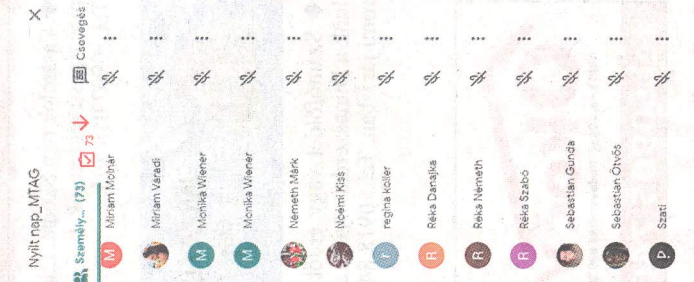 Nyílt nap_MTAG
Személy... (73) 73 Csevegés
M Miriam Molnár
Miriam Váradi
M Monika Wiener
M Monika Wiener
Németh Márk
Noémi Kiss
r regina koller
R Réka Danajka
R Réka Németh
R Réka Szabó
Sebastian Gunda
Sebastian Ötvös
Szati